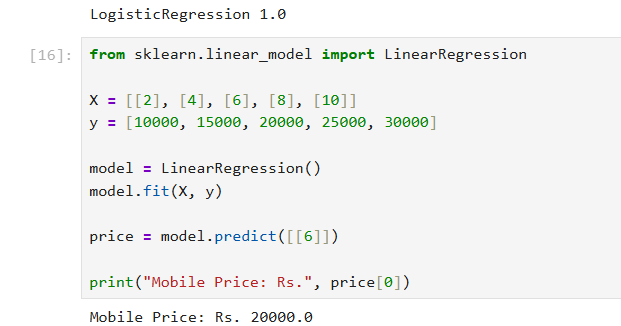 LogisticRegression 1.0
[16]: from sklearn.linear_model import LinearRegression
X = [[2], [4], [6], [8], [10]]
y = [10000, 15000, 20000, 25000, 30000]
model = LinearRegression()
model.fit(X, y)
price = model.predict([[6]])
print("Mobile Price: Rs.", price[0])
Mobile Price: Rs. 20000.0